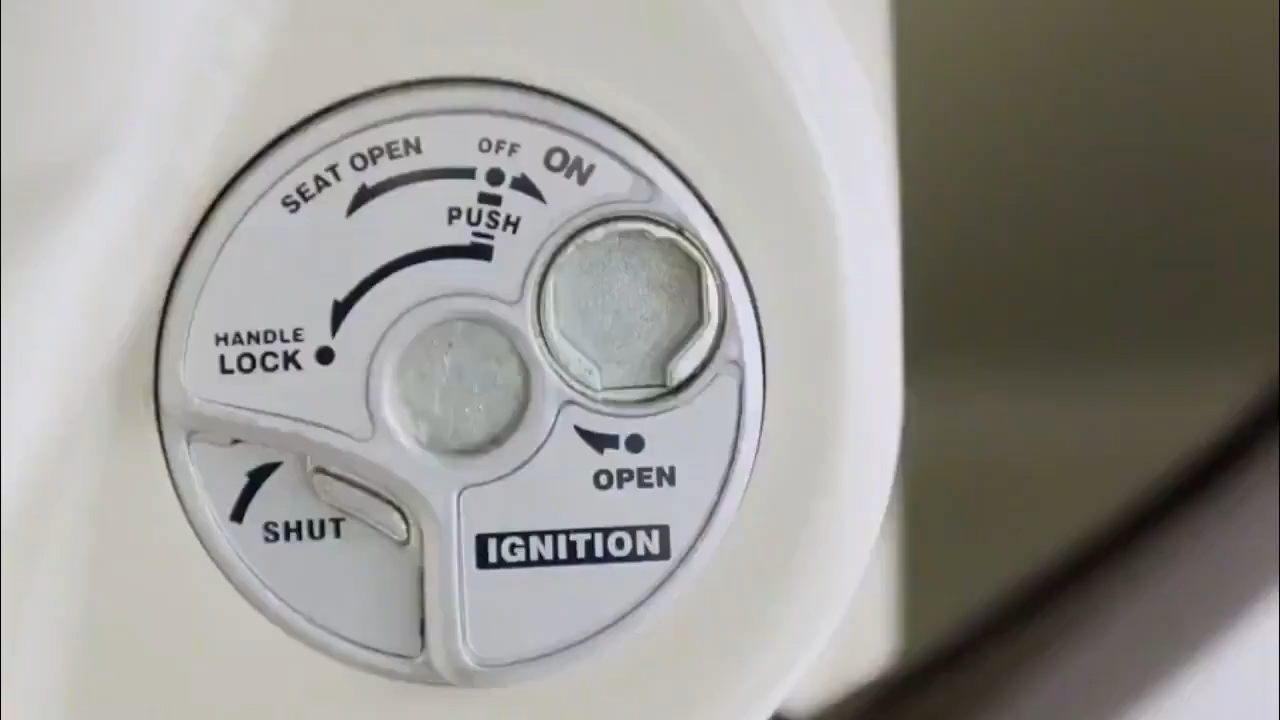 SEAT OPEN
OFF
ON
PUSH
HANDLE
LOCK
OPEN
SHUT
IGNITION